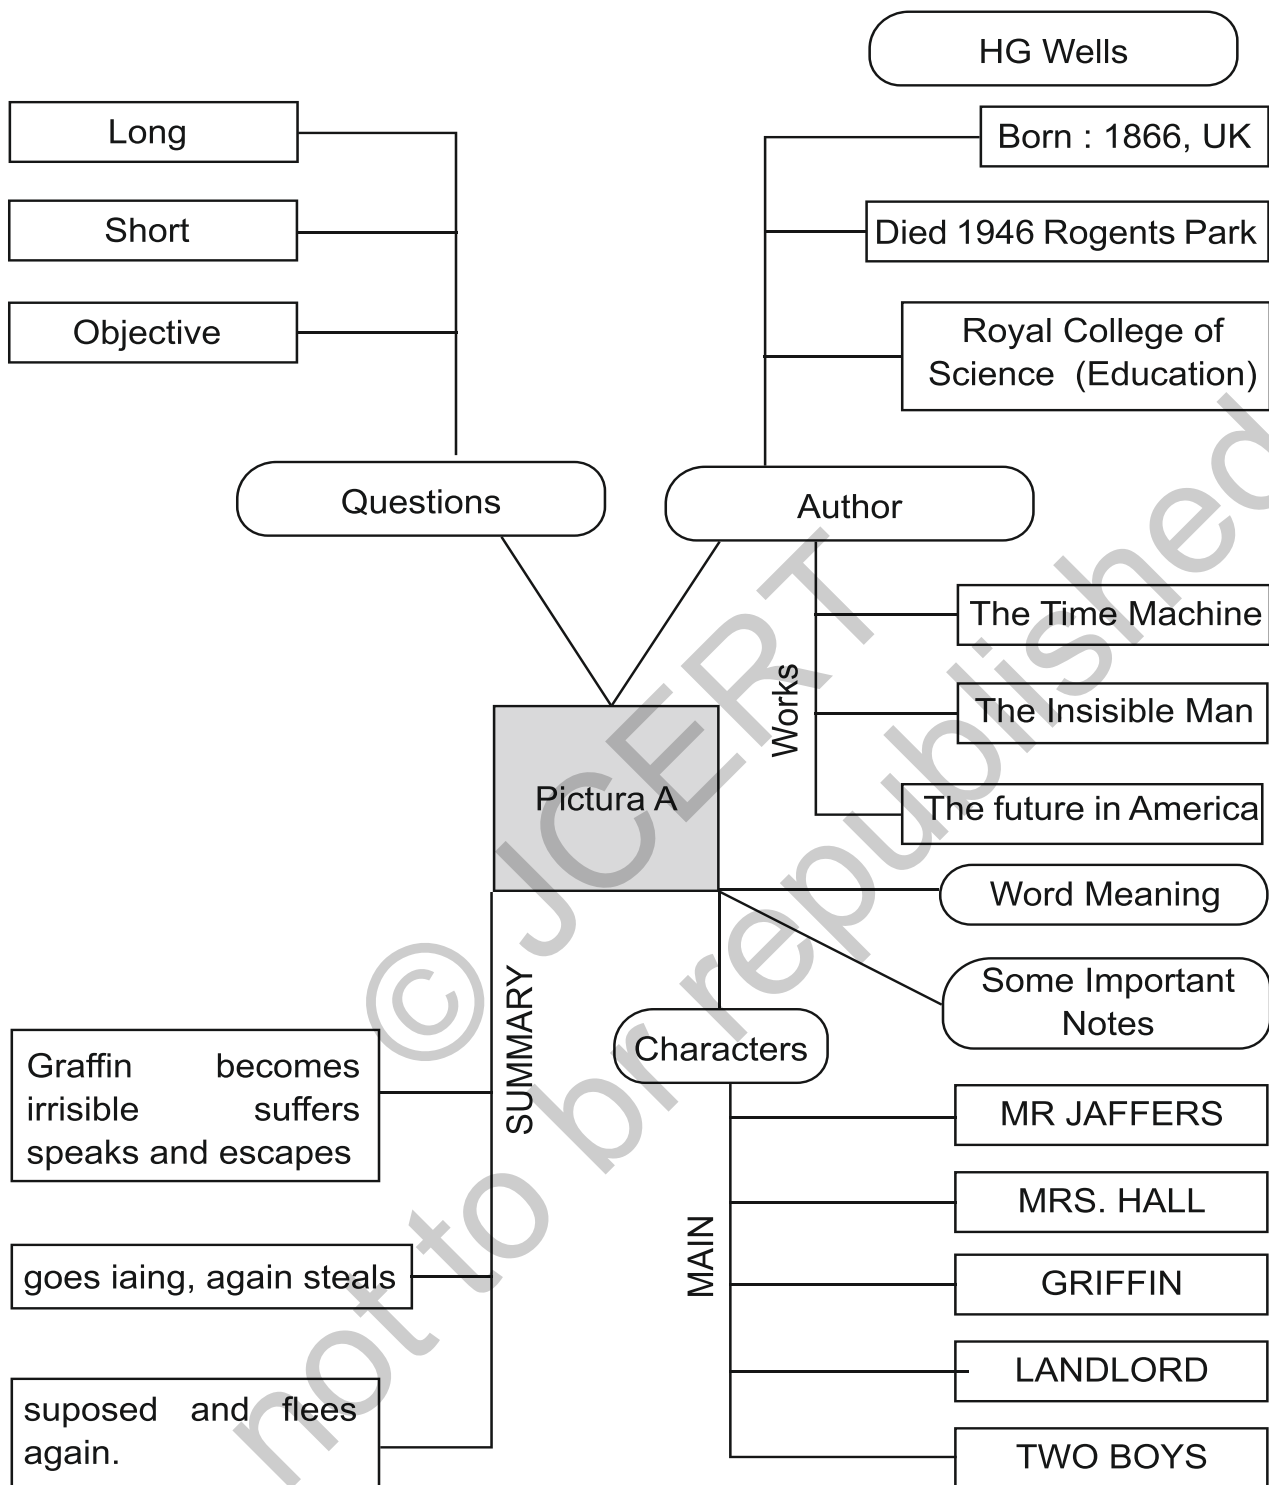 HG Wells
Long
Short
Objective
Questions
Born : 1866, UK
Died 1946 Rogents Park
Royal College of
Science (Education)
Author
Works
The Time Machine
The Insisible Man
The future in America
Pictura A
Word Meaning
Some Important
Notes
SUMMARY
Graffin becomes
irrisible suffers
speaks and escapes
goes iaing, again steals
suposed and flees
again.
Characters
MAIN
MR JAFFERS
MRS. HALL
GRIFFIN
LANDLORD
TWO BOYS
© JCERT
not to br republished